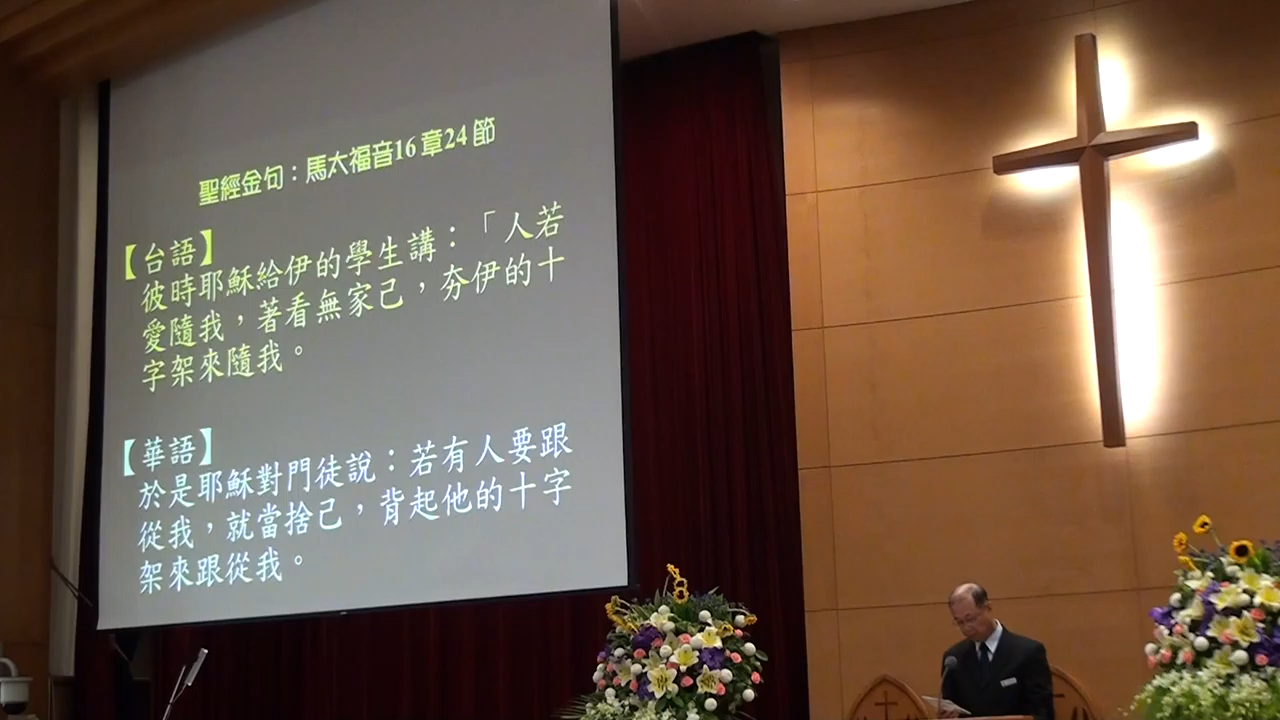 聖經金句：馬太福音16章24節
【台語】
彼時耶穌給伊的學生講：「人若
愛隨我，著看無家己，夯伊的十
字架來隨我。
【華語】
於是耶穌對門徒說：若有人要跟
從我，就當捨己，背起他的十字
架來跟從我。